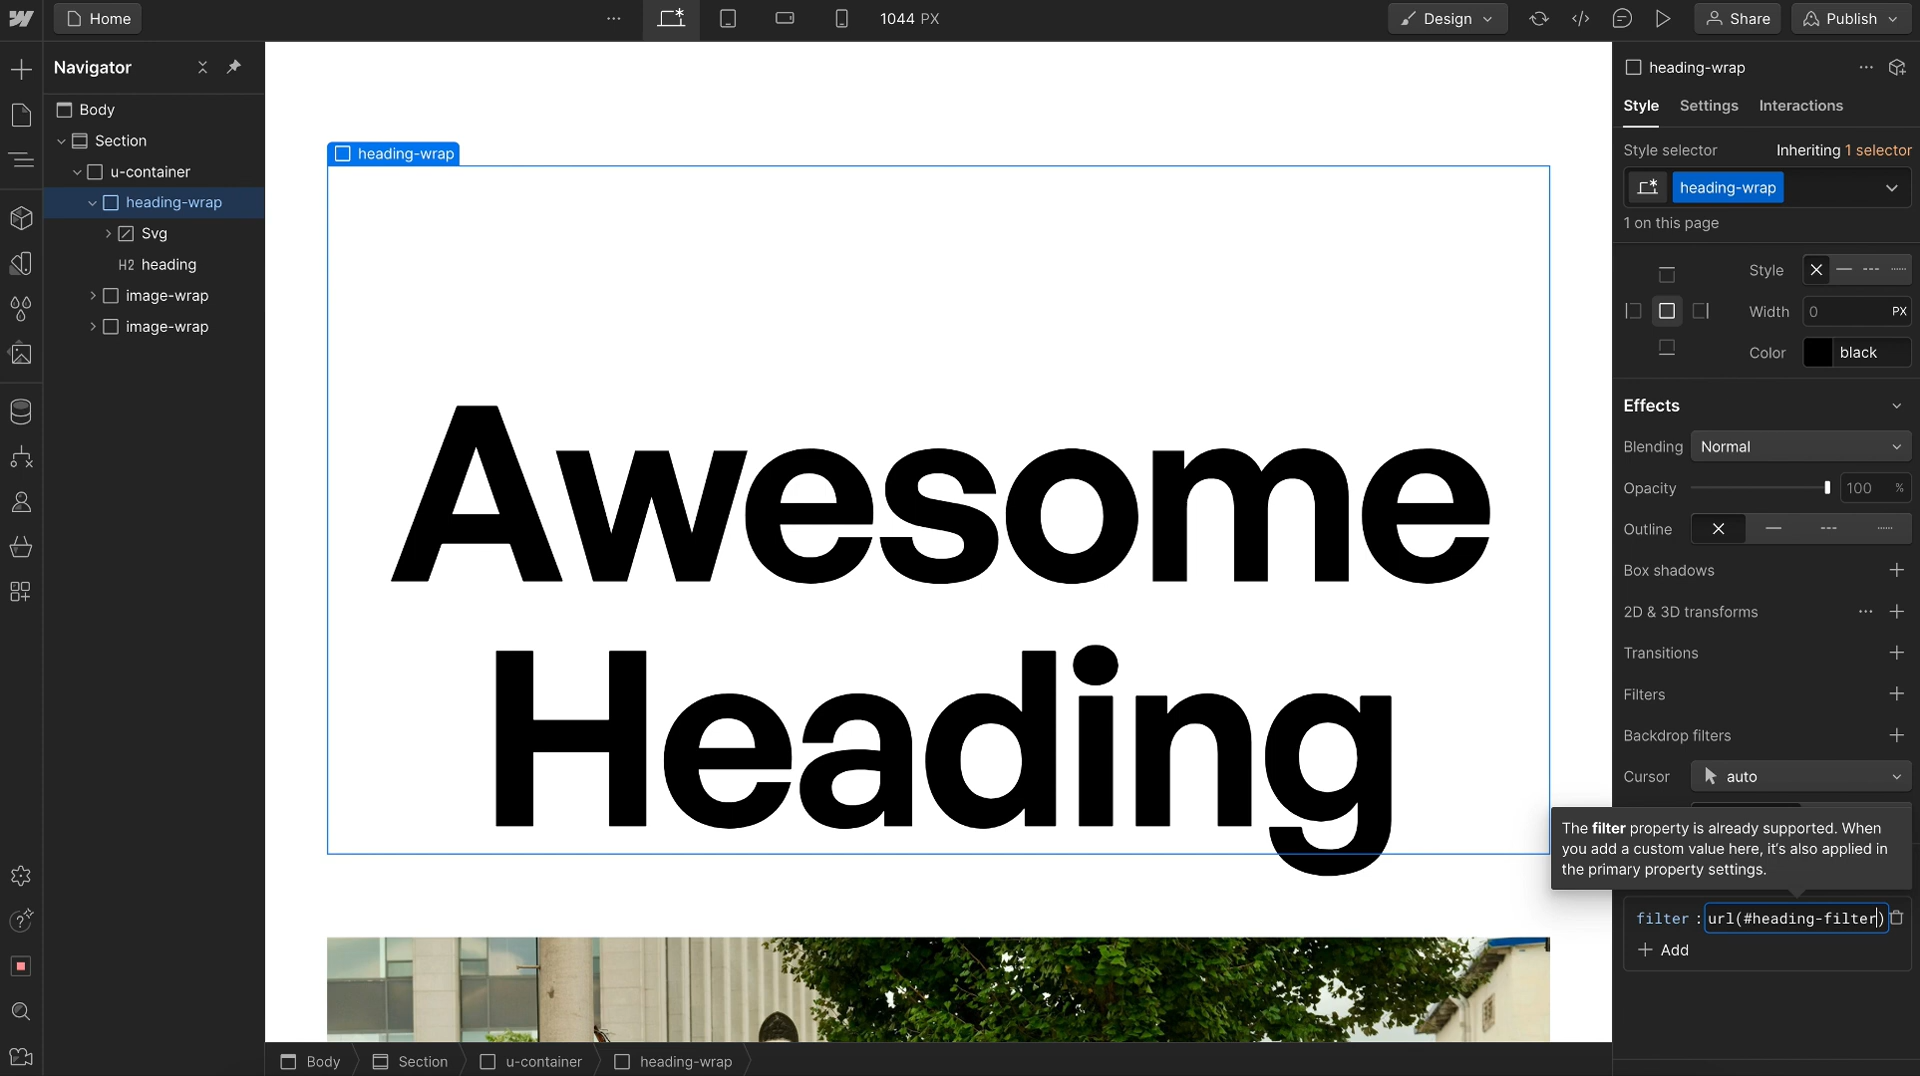 Home
1044 PX
Design
Share
Publish
Navigator
Body
Section
u-container
heading-wrap
Svg
H2 heading
image-wrap
image-wrap
heading-wrap
Awesome
Heading
Body
Section
u-container
heading-wrap
heading-wrap
Style Settings Interactions
Style selector Inheriting 1 selector
heading-wrap
1 on this page
Style
Width 0 PX
Color black
Effects
Blending Normal
Opacity 100 %
Outline
Box shadows
2D & 3D transforms
Transitions
Filters
Backdrop filters
Cursor auto
The filter property is already supported. When
you add a custom value here, it's also applied in
the primary property settings.
filter : url(#heading-filter)
Add